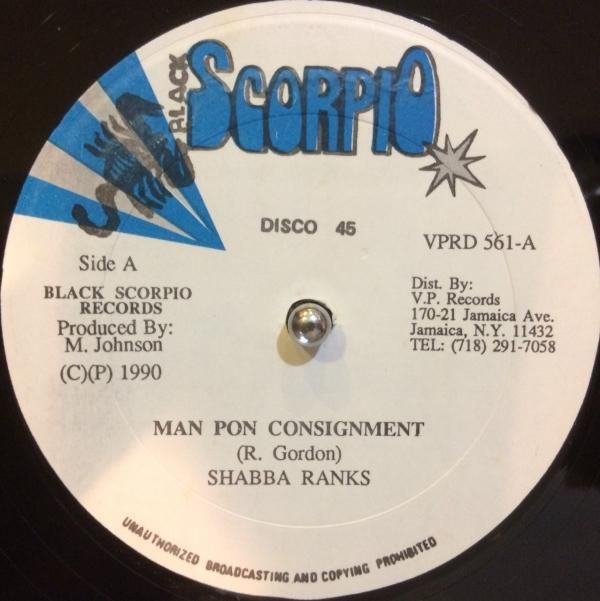 BLACK
SCORPIO
DISCO 45
VPRD 561-A
Side A
BLACK SCORPIO
RECORDS
Produced By:
M. Johnson
(C)(P) 1990
Dist. By:
V.P. Records
170-21 Jamaica Ave.
Jamaica, N.Y. 11432
TEL: (718) 291-7058
MAN PON CONSIGNMENT
(R. Gordon)
SHABBA RANKS
UNAUTHORIZED BROADCASTING AND COPYING PROHIBITED